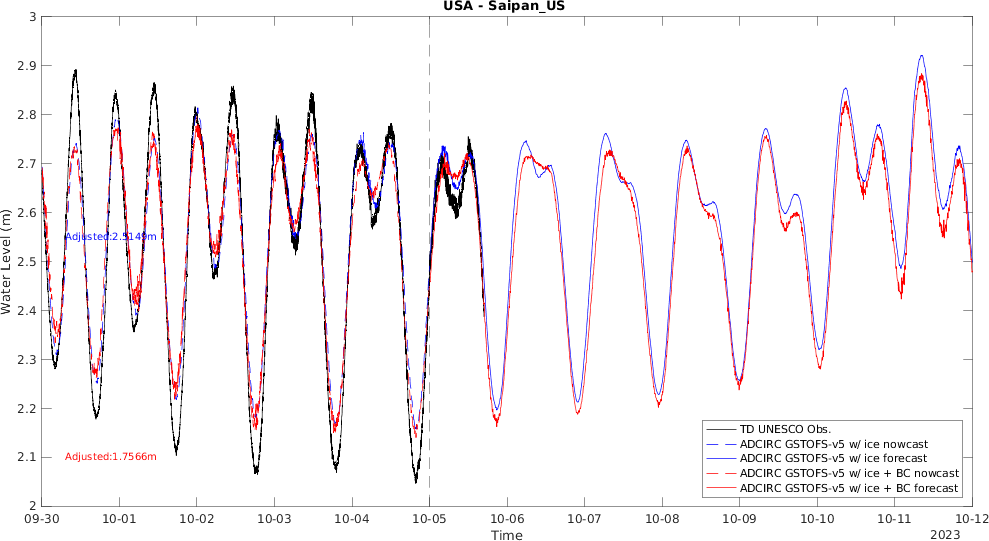 USA - Saipan_US
3
2.9
2.8
2.7
2.6
2.5
2.4
2.3
2.2
2.1
2
Water Level (m)
Adjusted:2.5149m
Adjusted:1.7566m
TD UNESCO Obs.
ADCIRC GSTOFS-v5 w/ ice nowcast
ADCIRC GSTOFS-v5 w/ ice forecast
ADCIRC GSTOFS-v5 w/ ice + BC nowcast
ADCIRC GSTOFS-v5 w/ ice + BC forecast
09-30 10-01 10-02 10-03 10-04 10-05 10-06 10-07 10-08 10-09 10-10 10-11 10-12
Time
2023